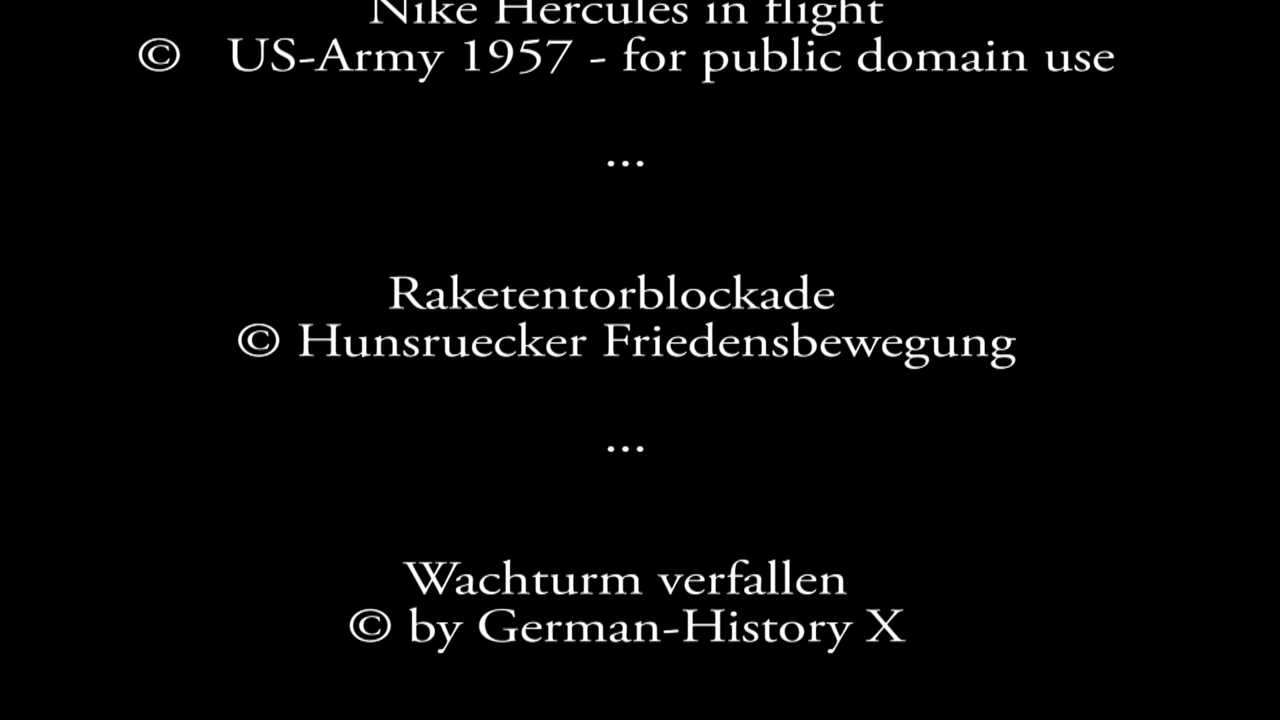 Nike Hercules in flight
© US-Army 1957 - for public domain use
...
Raketentorblockade
© Hunsruecker Friedensbewegung
...
Wachturm verfallen
© by German-History X